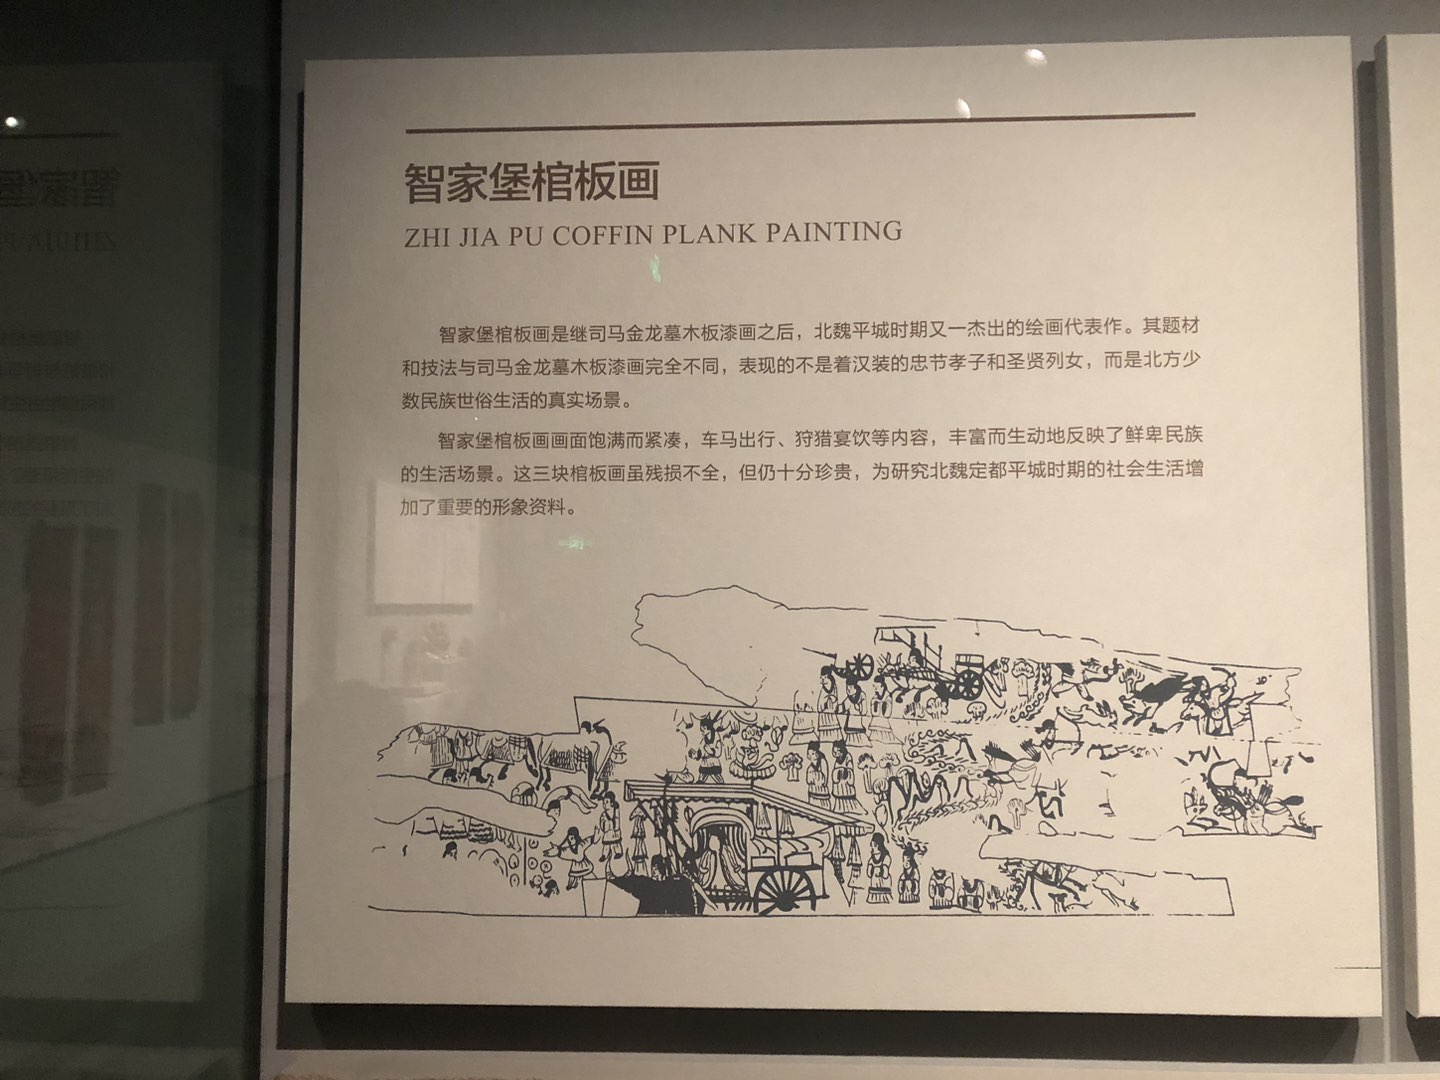 智家堡棺板画
ZHI JIA PU COFFIN PLANK PAINTING
智家堡棺板画是继司马金龙墓木板漆画之后，北魏平城时期又一杰出的绘画代表作。其题材
和技法与司马金龙墓木板漆画完全不同，表现的不是着汉装的忠节孝子和圣贤列女，而是北方少
数民族世俗生活的真实场景。
智家堡棺板画画面饱满而紧凑，车马出行、狩猎宴饮等内容，丰富而生动地反映了鲜卑民族
的生活场景。这三块棺板画虽残损不全，但仍十分珍贵，为研究北魏定都平城时期的社会生活增
加了重要的形象资料。